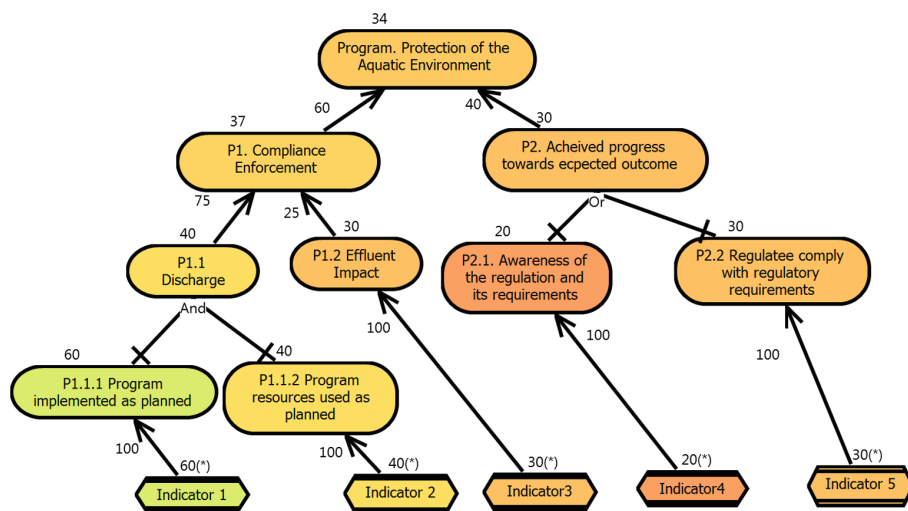 34
Program. Protection of the
Aquatic Environment
60
40
37
30
P1. Compliance
Enforcement
P2. Acheived progress
towards ecpected outcome
75
25
Or
40
30
20
30
P1.1
Discharge
P1.2 Effluent
Impact
P2.1. Awareness of
the regulation and
its requirements
P2.2 Regulatee comply
with regulatory
requirements
And
100
100
100
60
40
P1.1.1 Program
implemented as planned
P1.1.2 Program
resources used as
planned
100
100
60(*)
40(*)
30(*)
20(*)
30(*)
Indicator 1
Indicator 2
Indicator3
Indicator4
Indicator 5